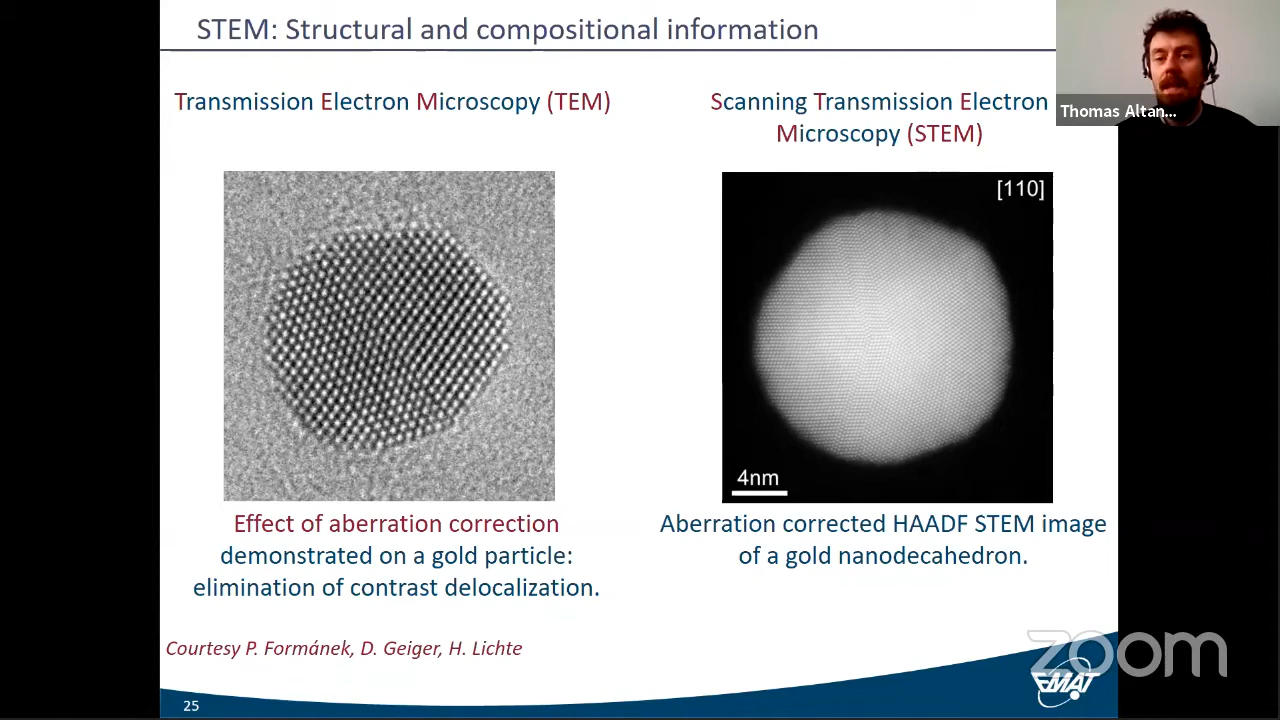 STEM: Structural and compositional information
Thomas Altan...
Transmission Electron Microscopy (TEM)
Scanning Transmission Electron
Microscopy (STEM)
[110]
4nm
Effect of aberration correction
demonstrated on a gold particle:
elimination of contrast delocalization.
Aberration corrected HAADF STEM image
of a gold nanodecahedron.
Courtesy P. Formánek, D. Geiger, H. Lichte
zoom
EMAT
25